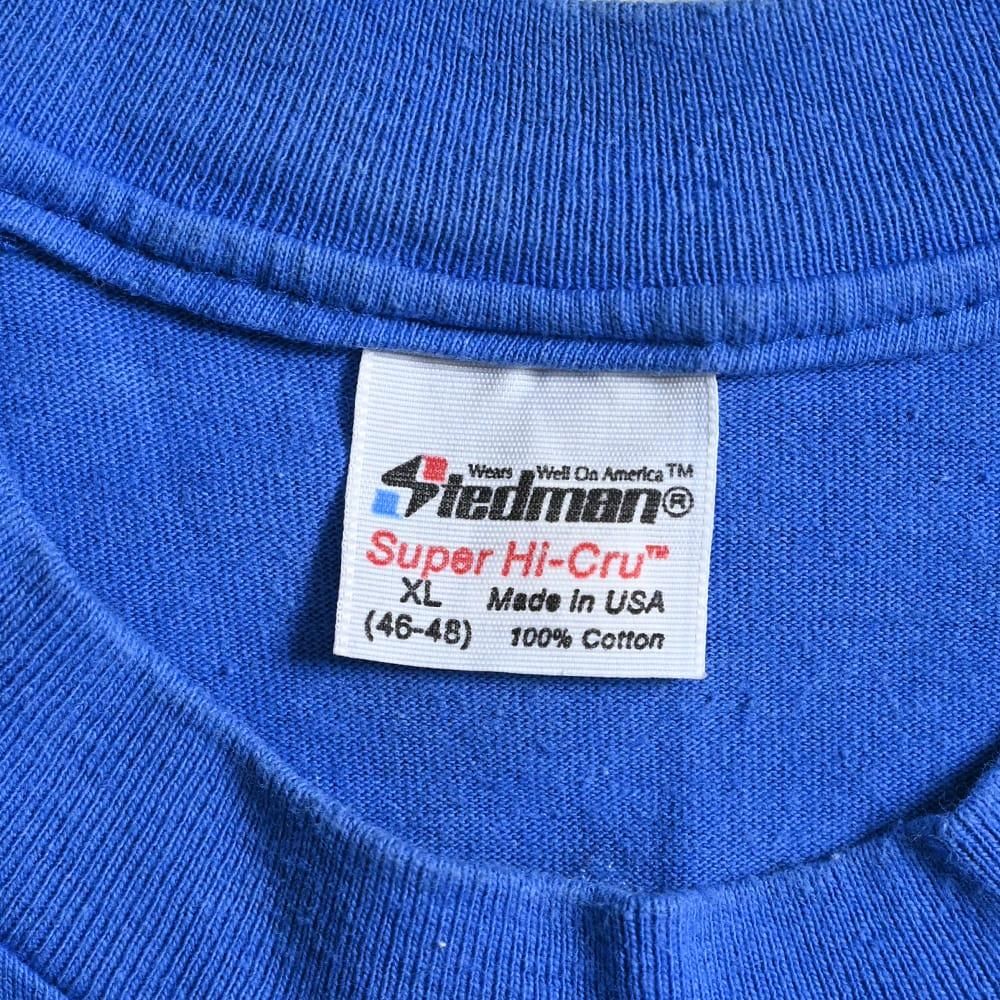 Wears Well On America™
Stedman®
Super Hi-Cru™
XL Made in USA
(46-48) 100% Cotton